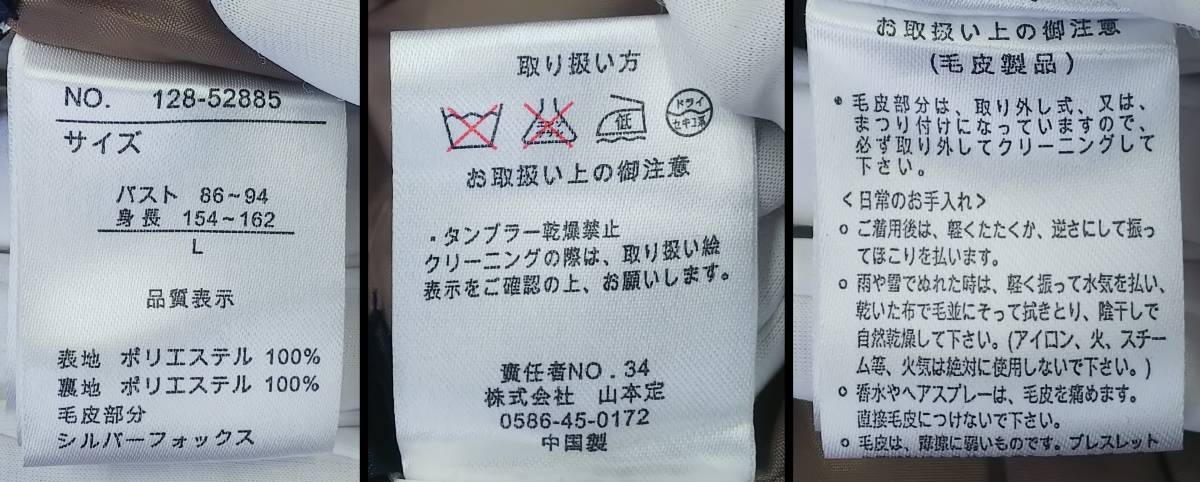 NO. 128-52885
サイズ
バスト 86~94
身長 154~162
L
品質表示
表地 ポリエステル 100%
裏地 ポリエステル 100%
毛皮部分
シルバーフォックス
取り扱い方
低
ドライ
セキユ系
お取扱い上の御注意
・タンブラー乾燥禁止
クリーニングの際は、取り扱い絵
表示をご確認の上、お願いします。
責任者NO.34
株式会社 山本定
0586-45-0172
中国製
お取扱い上の御注意
(毛皮製品)
・毛皮部分は、取り外し式、又は、
まつり付けになっていますので、
必ず取り外してクリーニングして
下さい。
<日常のお手入れ>
○ ご着用後は、軽くたたくか、逆さにして振っ
てほこりを払います。
○ 雨や雪でぬれた時は、軽く振って水気を払い、
乾いた布で毛並にそって拭きとり、陰干しで
自然乾燥して下さい。(アイロン、火、スチー
ム等、火気は絶対に使用しないで下さい。)
○ 香水やヘアスプレーは、毛皮を痛めます。
直接毛皮につけないで下さい。
○ 毛皮は、摩擦に弱いものです。ブレスレット